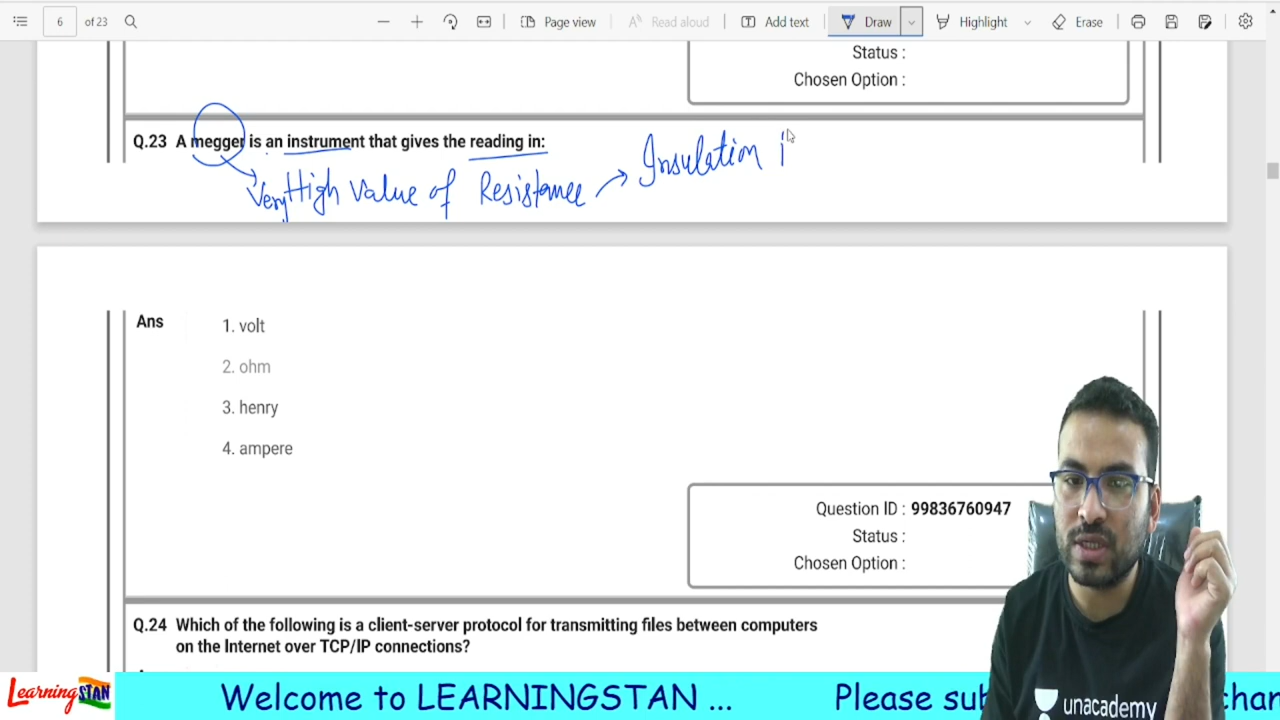 6 of 23 Page view Read aloud Add text Draw Highlight Erase
Status :
Chosen Option :
Q.23 A megger is an instrument that gives the reading in:
Very High Value of Resistance → Insulation
Ans
1. volt
2. ohm
3. henry
4. ampere
Question ID : 99836760947
Status :
Chosen Option :
Q.24 Which of the following is a client-server protocol for transmitting files between computers
on the Internet over TCP/IP connections?
Learning STAN
Welcome to LEARNINGSTAN ... Please
unacademy